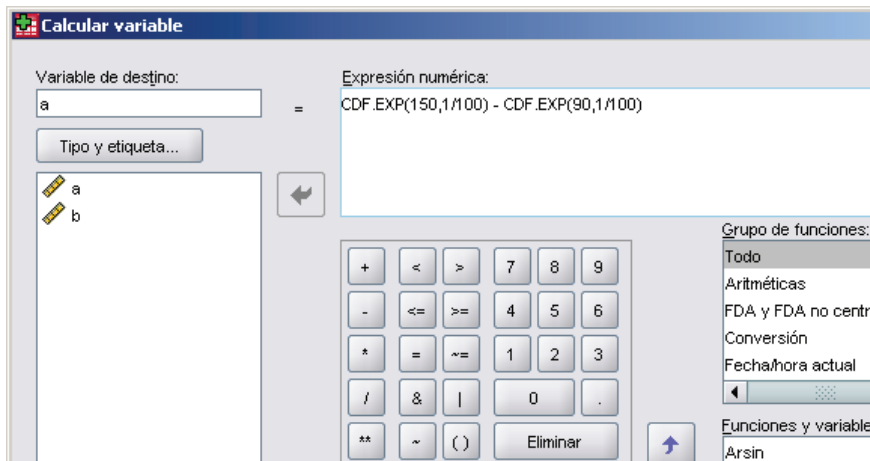 Calcular variable
Variable de destino:
a
Tipo y etiqueta...
a
b
=
Expresión numérica:
CDF.EXP(150,1/100) - CDF.EXP(90,1/100)
+ < > 7 8 9
- <= >= 4 5 6
* = ~= 1 2 3
/ & | 0 .
** ~ ( ) Eliminar
Grupo de funciones:
Todo
Aritméticas
FDA y FDA no centr
Conversión
Fecha/hora actual
Funciones y variable
Arsin